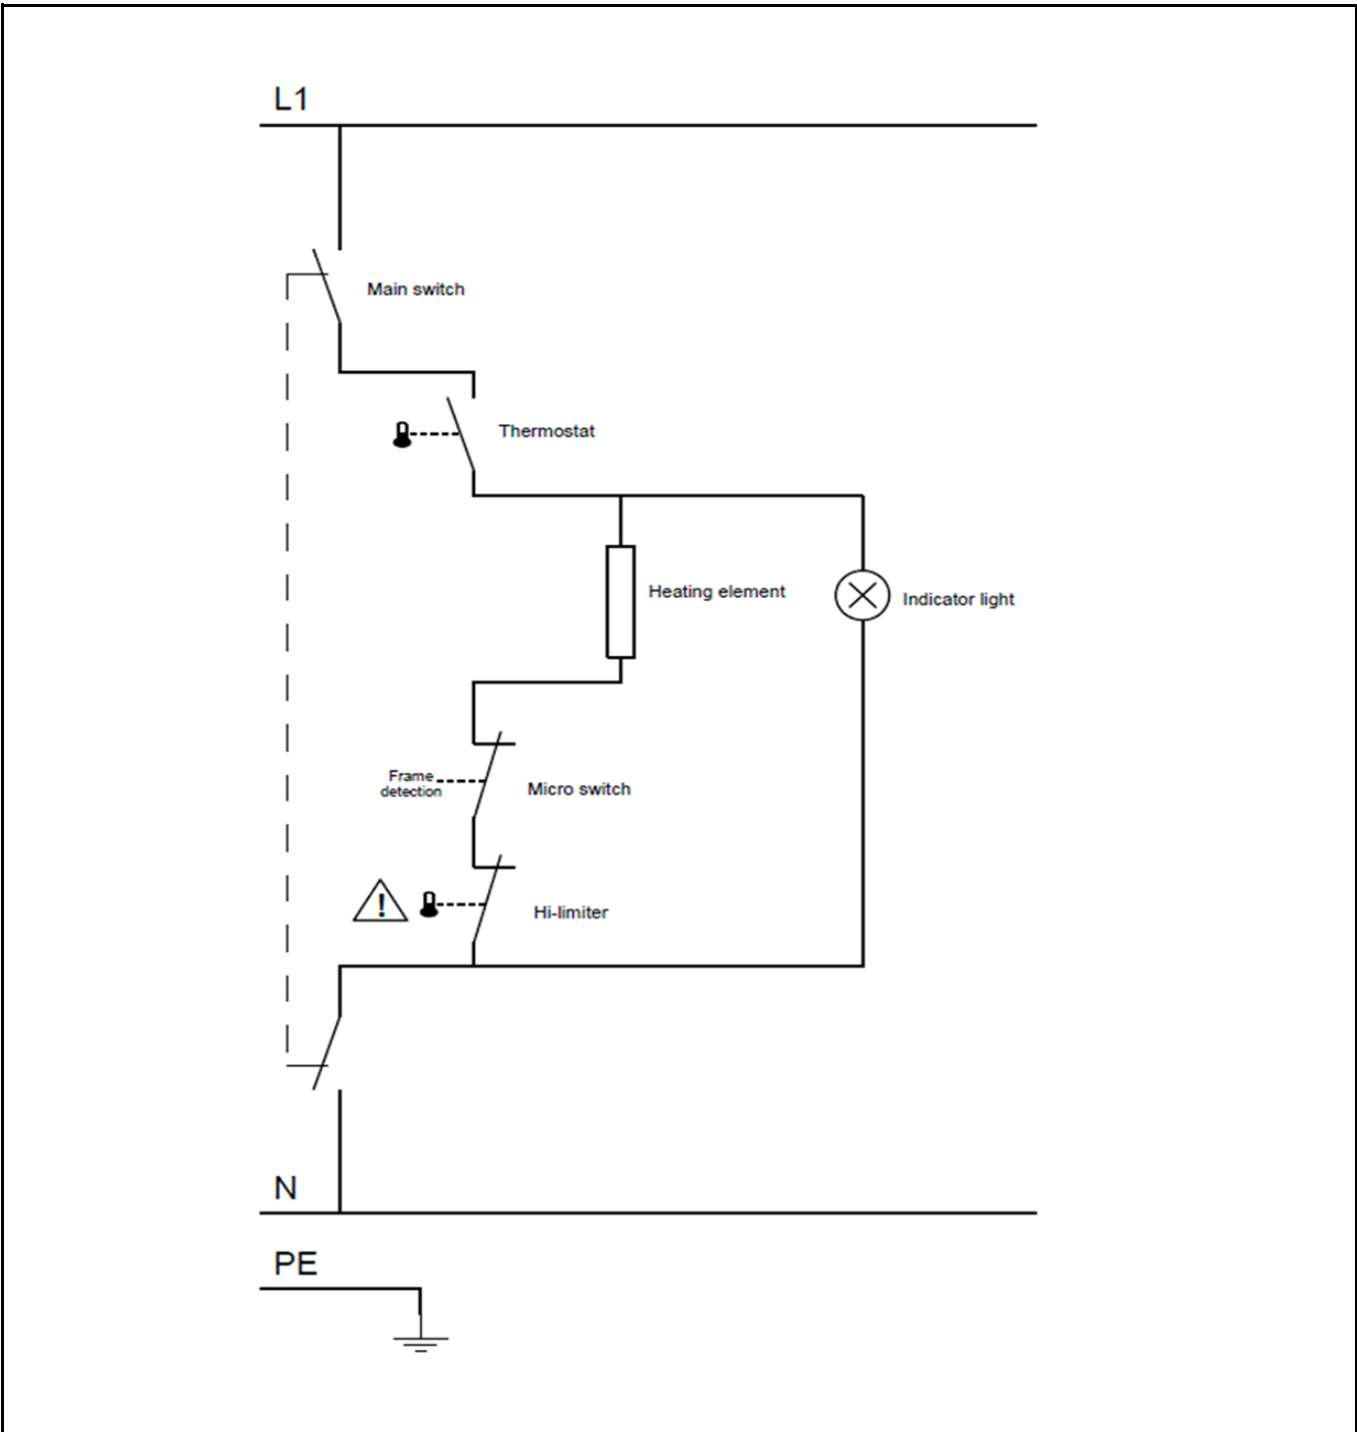 L1
Main switch
Thermostat
Heating element
Indicator light
Frame
detection
Micro switch
!
Hi-limiter
N
PE